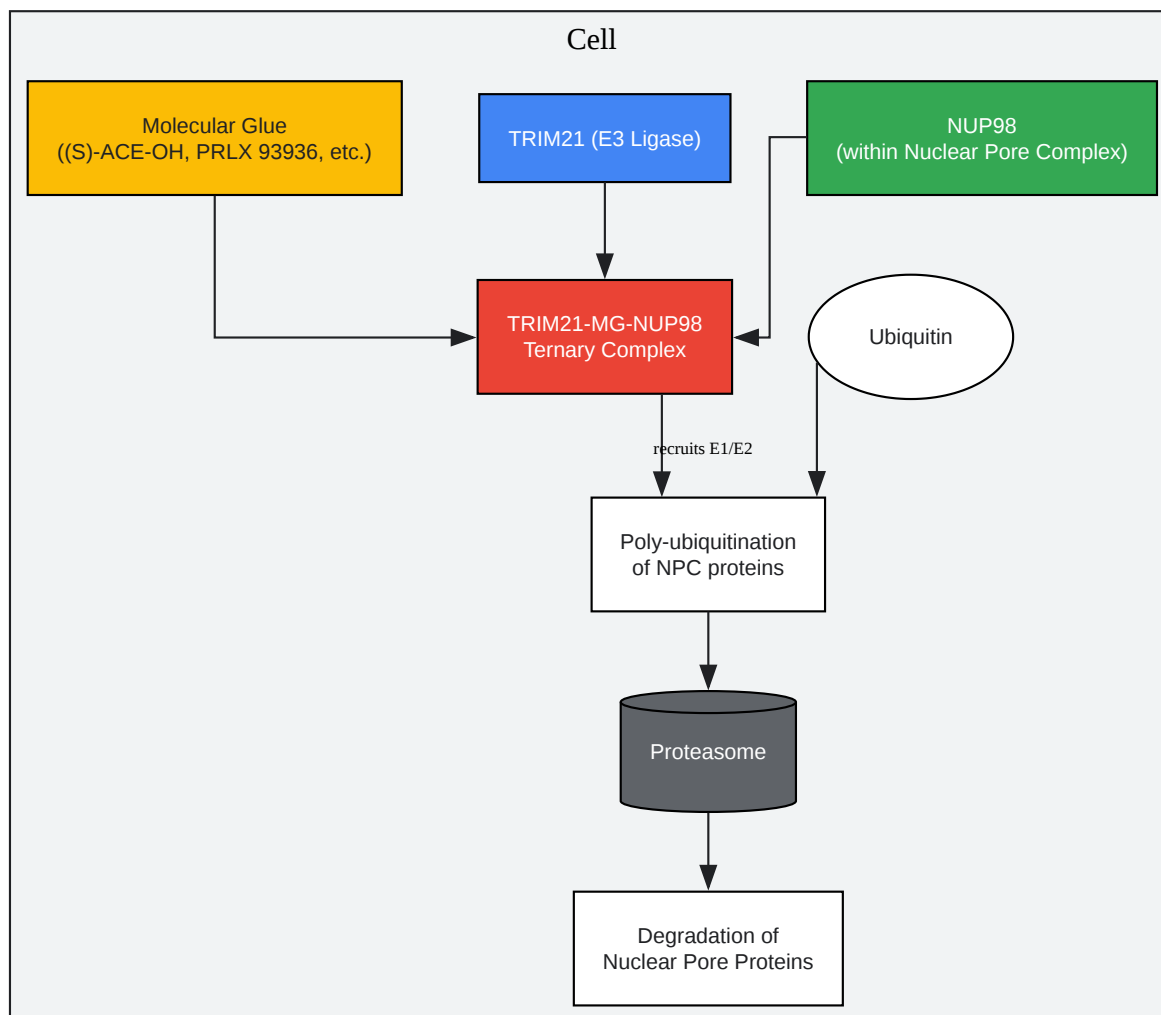 Cell
Molecular Glue
((S)-ACE-OH, PRLX 93936, etc.)
TRIM21 (E3 Ligase)
NUP98
(within Nuclear Pore Complex)
TRIM21-MG-NUP98
Ternary Complex
Ubiquitin
recruits E1/E2
Poly-ubiquitination
of NPC proteins
Proteasome
Degradation of
Nuclear Pore Proteins